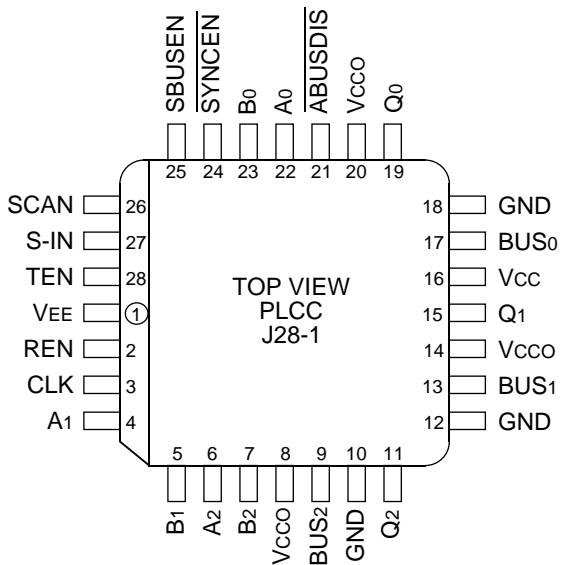 SBUSEN
SYNCEN
B0
A0
ABUSDIS
VCCO
Q0
25 24 23 22 21 20 19
SCAN 26
S-IN 27
TEN 28
VEE 1
REN 2
CLK 3
A1 4
TOP VIEW
PLCC
J28-1
18 GND
17 BUS0
16 VCC
15 Q1
14 VCCO
13 BUS1
12 GND
5 6 7 8 9 10 11
B1
A2
B2
VCCO
BUS2
GND
Q2